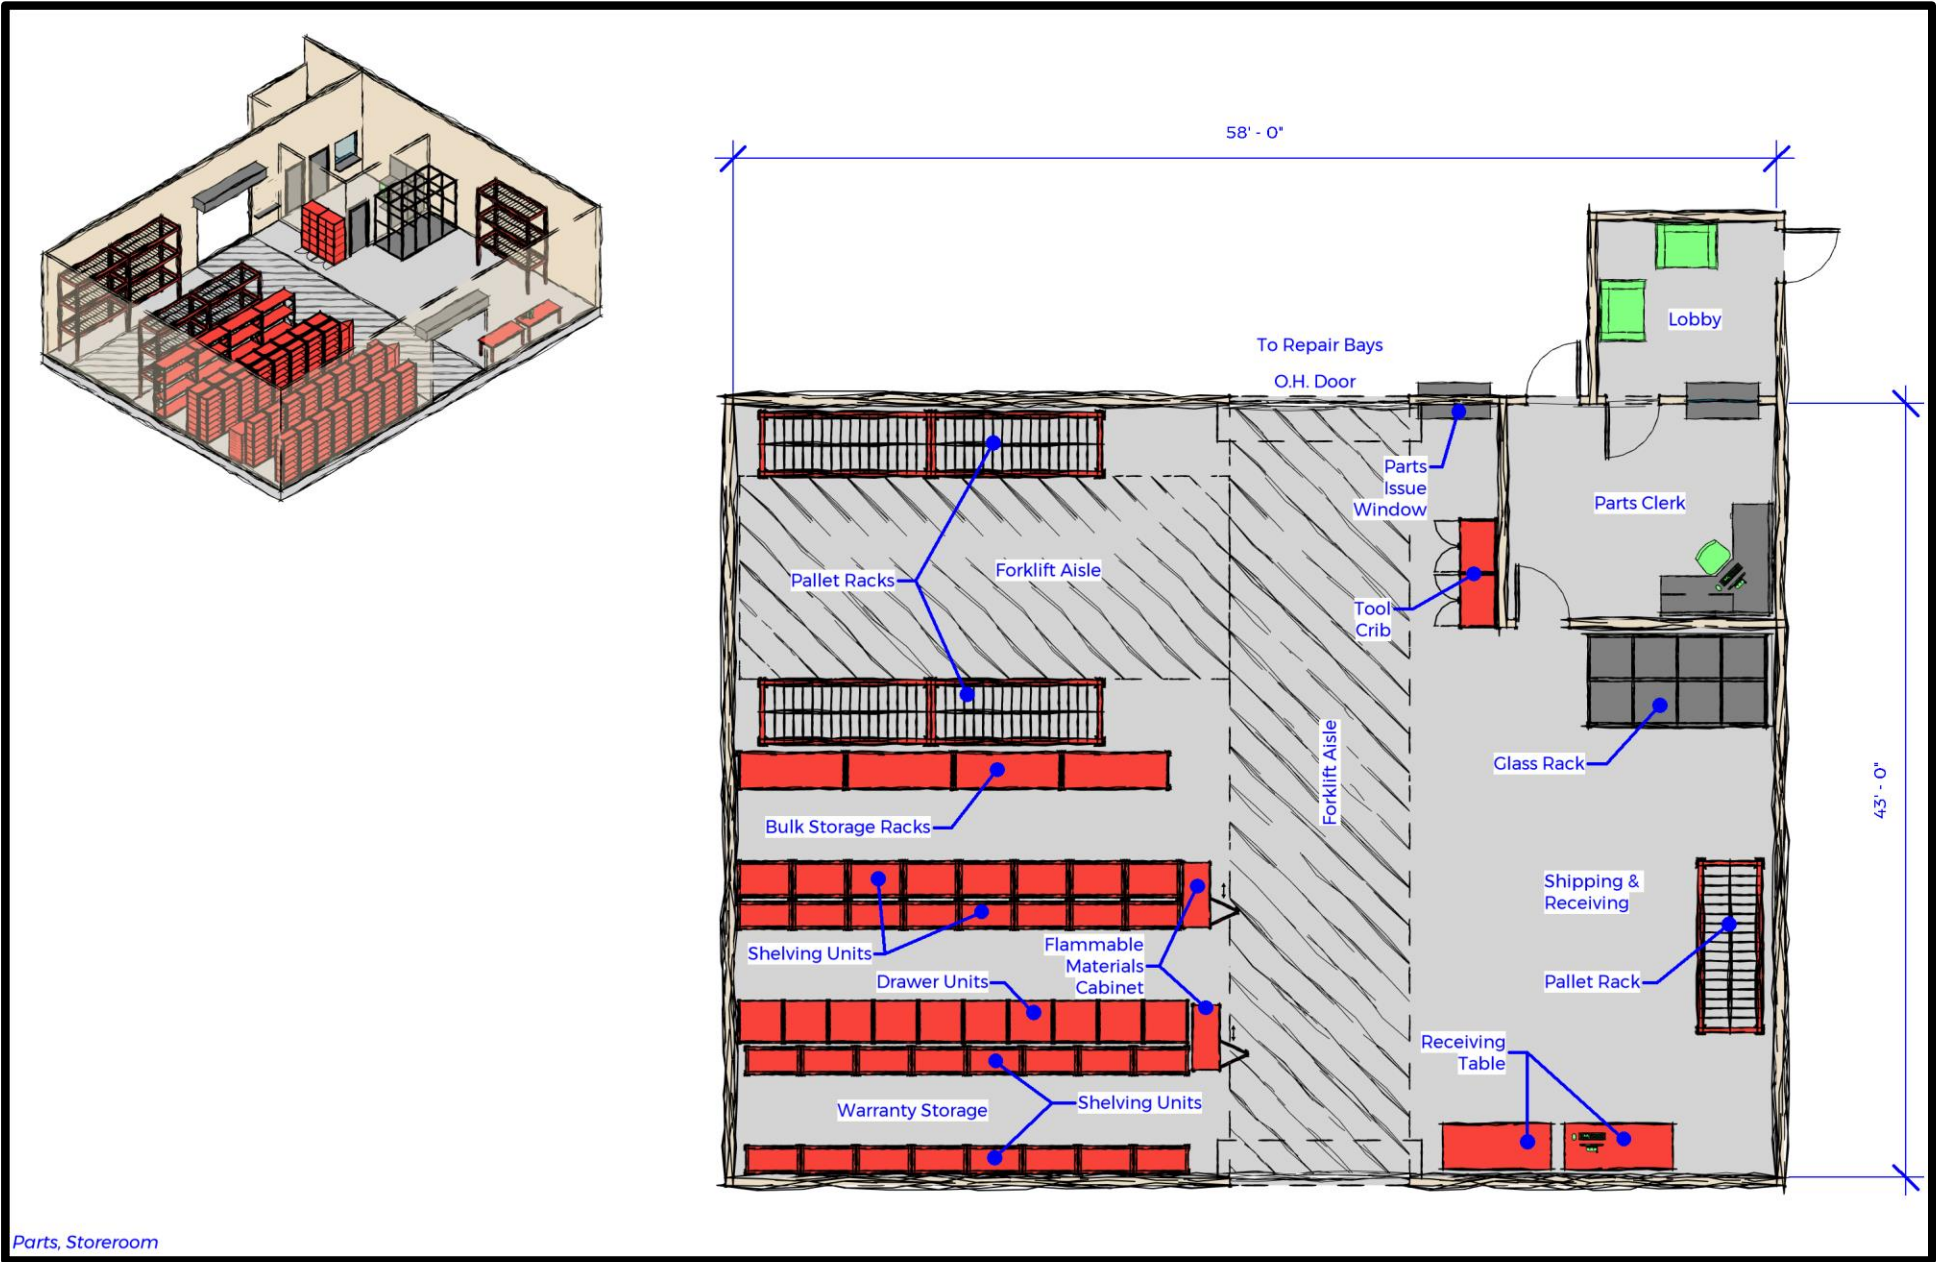 58' - 0"
Lobby
To Repair Bays
O.H. Door
Parts
Issue
Window
Parts Clerk
Pallet Racks
Forklift Aisle
Tool
Crib
Forklift Aisle
Glass Rack
43' - 0"
Bulk Storage Racks
Shipping &
Receiving
Shelving Units
Flammable
Materials
Cabinet
Drawer Units
Pallet Rack
Receiving
Table
Warranty Storage
Shelving Units
Parts, Storeroom